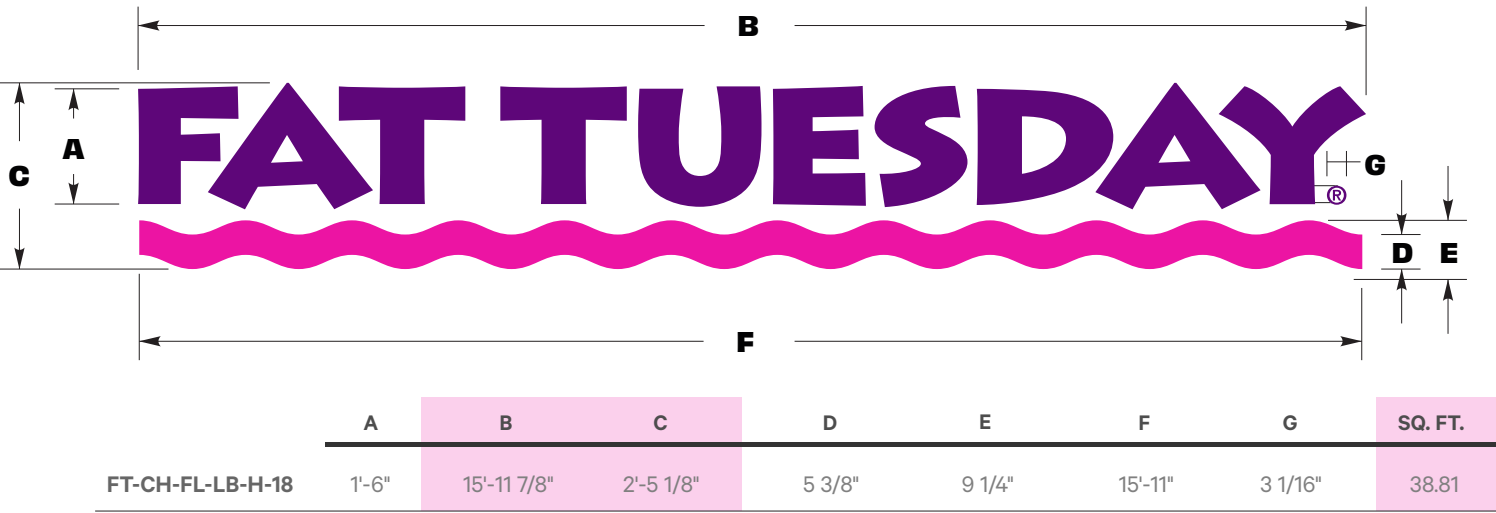 B
FAT TUESDAY®
A
C
G
D
E
F
A B C D E F G SQ. FT.
FT-CH-FL-LB-H-18 1'-6" 15'-11 7/8" 2'-5 1/8" 5 3/8" 9 1/4" 15'-11" 3 1/16" 38.81